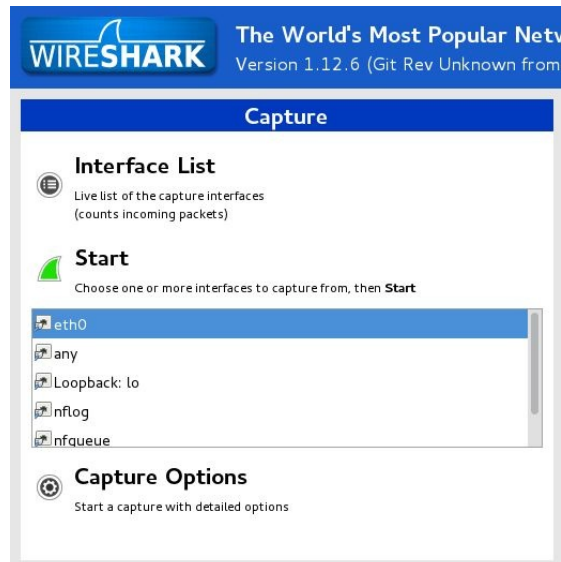 WIRESHARK
The World's Most Popular Netw
Version 1.12.6 (Git Rev Unknown from
Capture
Interface List
Live list of the capture interfaces
(counts incoming packets)
Start
Choose one or more interfaces to capture from, then Start
eth0
any
Loopback: lo
nflog
nfqueue
Capture Options
Start a capture with detailed options